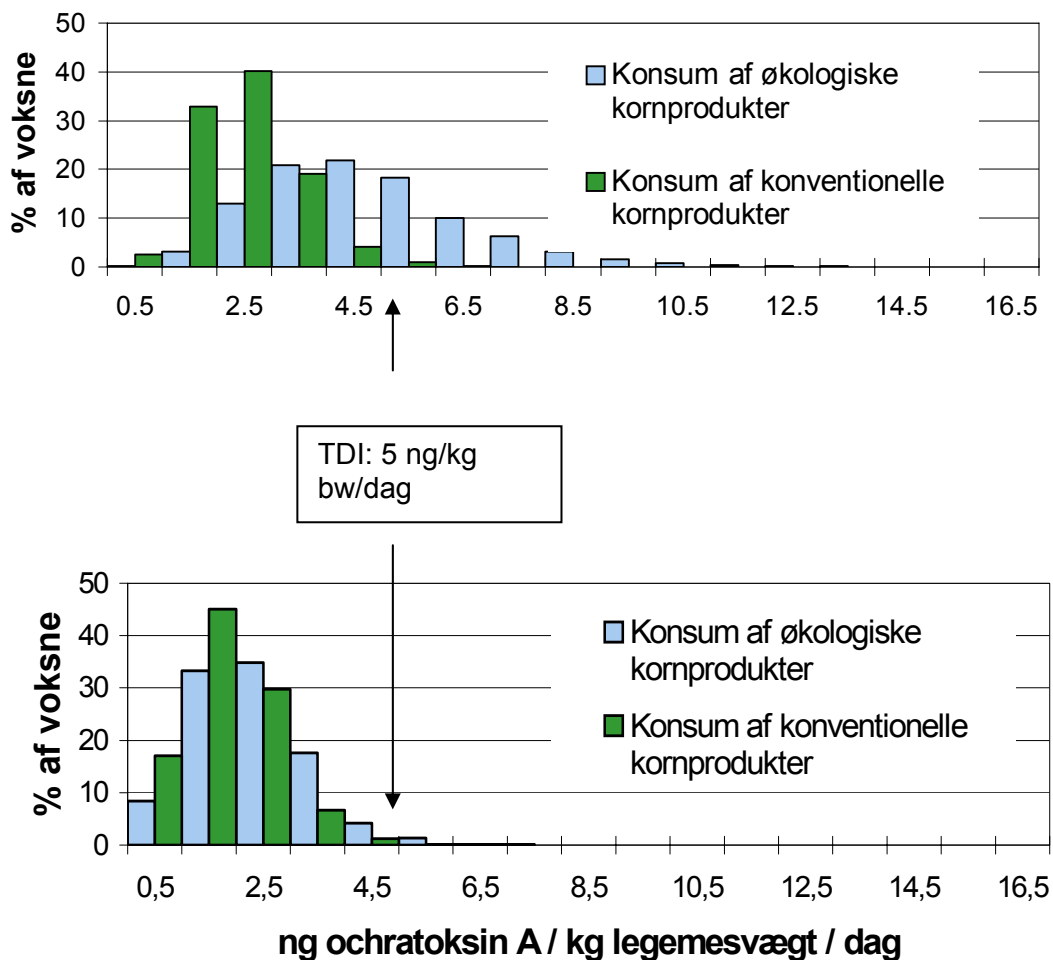 % af voksne
50
40
30
20
10
0
Konsum af økologiske
kornprodukter
Konsum af konventionelle
kornprodukter
0.5 2.5 4.5 6.5 8.5 10.5 12.5 14.5 16.5
TDI: 5 ng/kg
bw/dag
% af voksne
50
40
30
20
10
0
Konsum af økologiske
kornprodukter
Konsum af konventionelle
kornprodukter
0,5 2,5 4,5 6,5 8,5 10,5 12,5 14,5 16,5
ng ochratoksin A / kg legemesvægt / dag